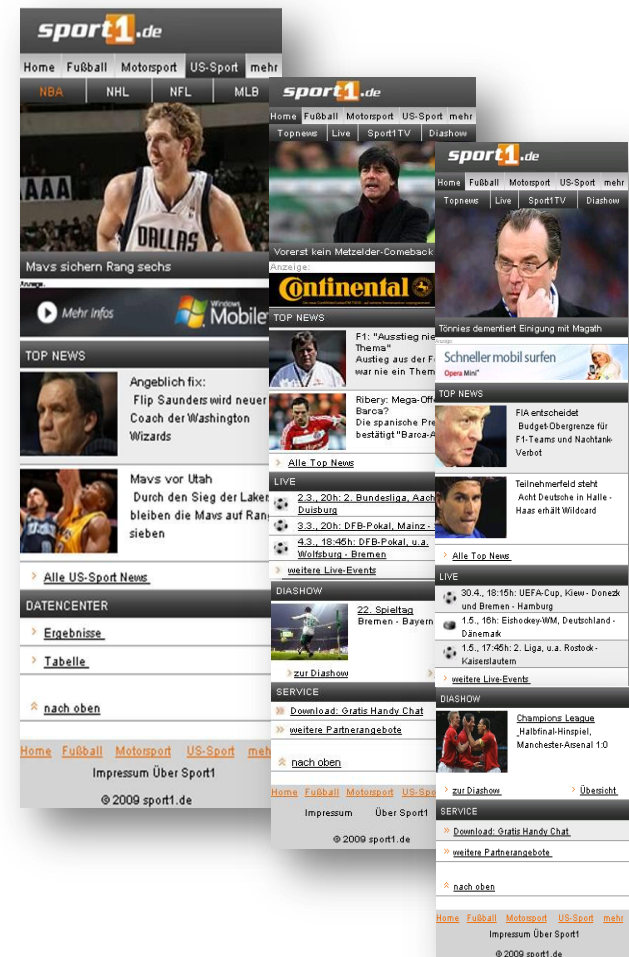 sport1.de
Home Fußball Motorsport US-Sport mehr
NBA NHL NFL MLB
DALLAS
Mavs sichern Rang sechs
Anzeige.
Mehr Infos Windows Mobile
TOP NEWS
Angeblich fix:
Flip Saunders wird neuer
Coach der Washington
Wizards
Mavs vor Utah
Durch den Sieg der Laker
bleiben die Mavs auf Rang
sieben
> Alle US-Sport News
DATENCENTER
> Ergebnisse
> Tabelle
nach oben
Home Fußball Motorsport US-Sport meh
Impressum Über Sport1
© 2009 sport1.de
sport1.de
Home Fußball Motorsport US-Sport mehr
Topnews Live Sport1TV Diashow
Vorerst kein Metzelder-Comeback
Anzeige:
Continental
TOP NEWS
F1: "Ausstieg nie
Thema"
Austieg aus der F
war nie ein Them
Ribery: Mega-Off
Barca?
Die spanische Pre
bestätigt "Barca-A
> Alle Top News
LIVE
2.3., 20h: 2. Bundesliga, Aach
Duisburg
3.3., 20h: DFB-Pokal, Mainz -
4.3., 18:45h: DFB-Pokal, u.a.
Wolfsburg - Bremen
> weitere Live-Events
DIASHOW
22. Spieltag
Bremen - Bayern
> zur Diashow >
SERVICE
» Download: Gratis Handy Chat
» weitere Partnerangebote
nach oben
Home Fußball Motorsport US-Spo
Impressum Über Sport1
© 2009 sport1.de
sport1.de
Home Fußball Motorsport US-Sport mehr
Topnews Live Sport1TV Diashow
Tönnies dementiert Einigung mit Magath
Schneller mobil surfen
Opera Mini™
TOP NEWS
FIA entscheidet
Budget-Obergrenze für
F1-Teams und Nachtank-
Verbot
Teilnehmerfeld steht
Acht Deutsche in Halle -
Haas erhält Wildcard
> Alle Top News
LIVE
30.4., 18:15h: UEFA-Cup, Kiew - Donezk
und Bremen - Hamburg
1.5., 16h: Eishockey-WM, Deutschland -
Dänemark
1.5., 17:45h: 2. Liga, u.a. Rostock -
Kaiserslautern
> weitere Live-Events
DIASHOW
Champions League
Halbfinal-Hinspiel,
Manchester-Arsenal 1:0
> zur Diashow > Übersicht
SERVICE
» Download: Gratis Handy Chat
» weitere Partnerangebote
nach oben
Home Fußball Motorsport US-Sport mehr
Impressum Über Sport1
© 2009 sport1.de